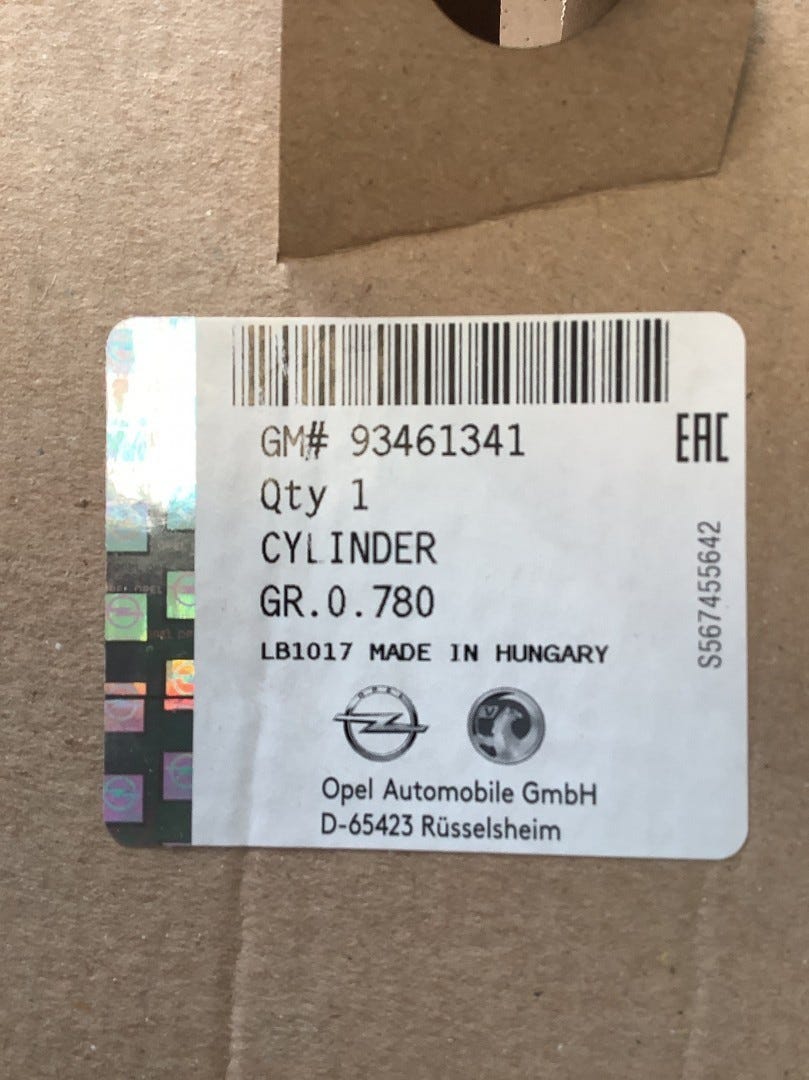 GM# 93461341
EAC
Qty 1
CYLINDER
GR.0.780
LB1017 MADE IN HUNGARY
S567455642
OPEL
Opel Automobile GmbH
D-65423 Rüsselsheim